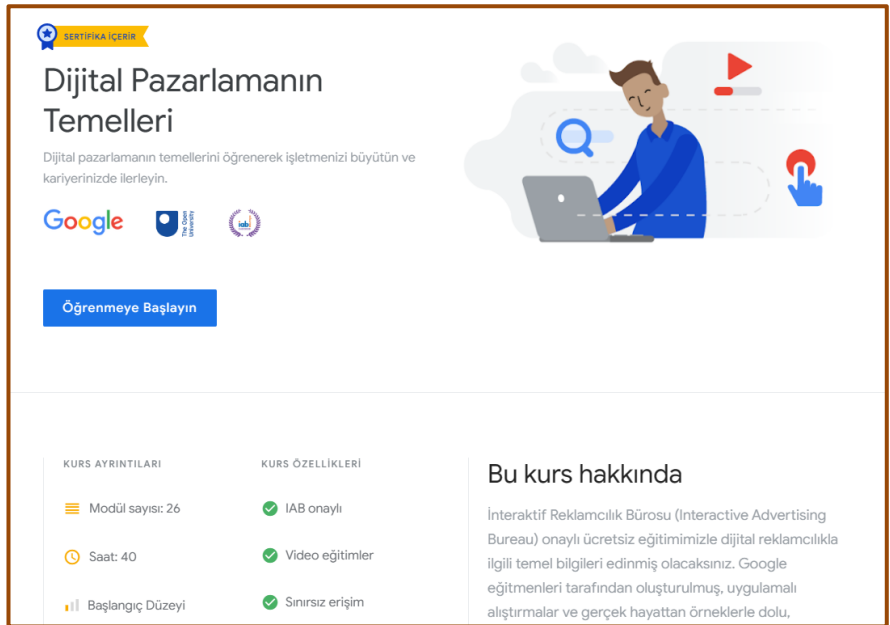 SERTİFİKA İÇERİR
Dijital Pazarlamanın
Temelleri
Dijital pazarlamanın temellerini öğrenerek işletmenizi büyütün ve
kariyerinizde ilerleyin.
Google
The Open
University
iab
Öğrenmeye Başlayın
KURS AYRINTILARI
Modül sayısı: 26
Saat: 40
Başlangıç Düzeyi
KURS ÖZELLİKLERİ
IAB onaylı
Video eğitimler
Sınırsız erişim
Bu kurs hakkında
İnteraktif Reklamcılık Bürosu (Interactive Advertising
Bureau) onaylı ücretsiz eğitimimizle dijital reklamcılıkla
ilgili temel bilgileri edinmiş olacaksınız. Google
eğitmenleri tarafından oluşturulmuş, uygulamalı
alıştırmalar ve gerçek hayattan örneklerle dolu,